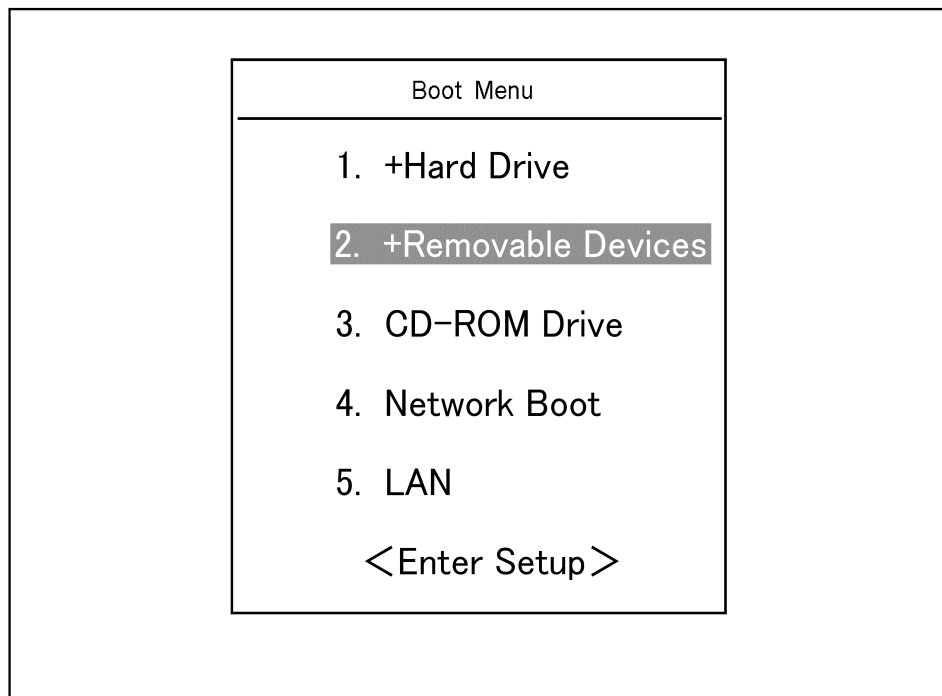 Boot Menu
1. +Hard Drive
2. +Removable Devices
3. CD-ROM Drive
4. Network Boot
5. LAN
<Enter Setup>